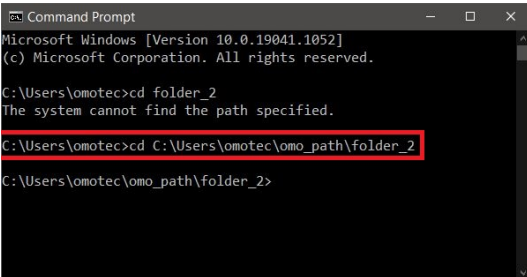 Command Prompt
Microsoft Windows [Version 10.0.19041.1052]
(c) Microsoft Corporation. All rights reserved.
C:\Users\omotec>cd folder_2
The system cannot find the path specified.
C:\Users\omotec>cd C:\Users\omotec\omo_path\folder_2
C:\Users\omotec\omo_path\folder_2>